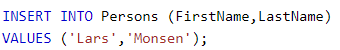 INSERT INTO Persons (FirstName,LastName)
VALUES ('Lars','Monsen');